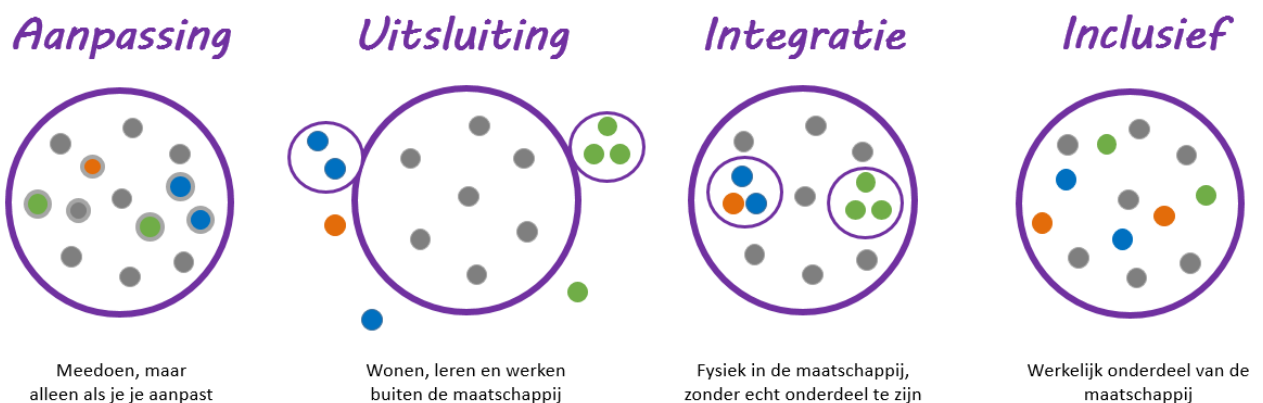 Aanpassing
Uitsluiting
Integratie
Inclusief
Meedoen, maar
alleen als je je aanpast
Wonen, leren en werken
buiten de maatschappij
Fysiek in de maatschappij,
zonder echt onderdeel te zijn
Werkelijk onderdeel van de
maatschappij